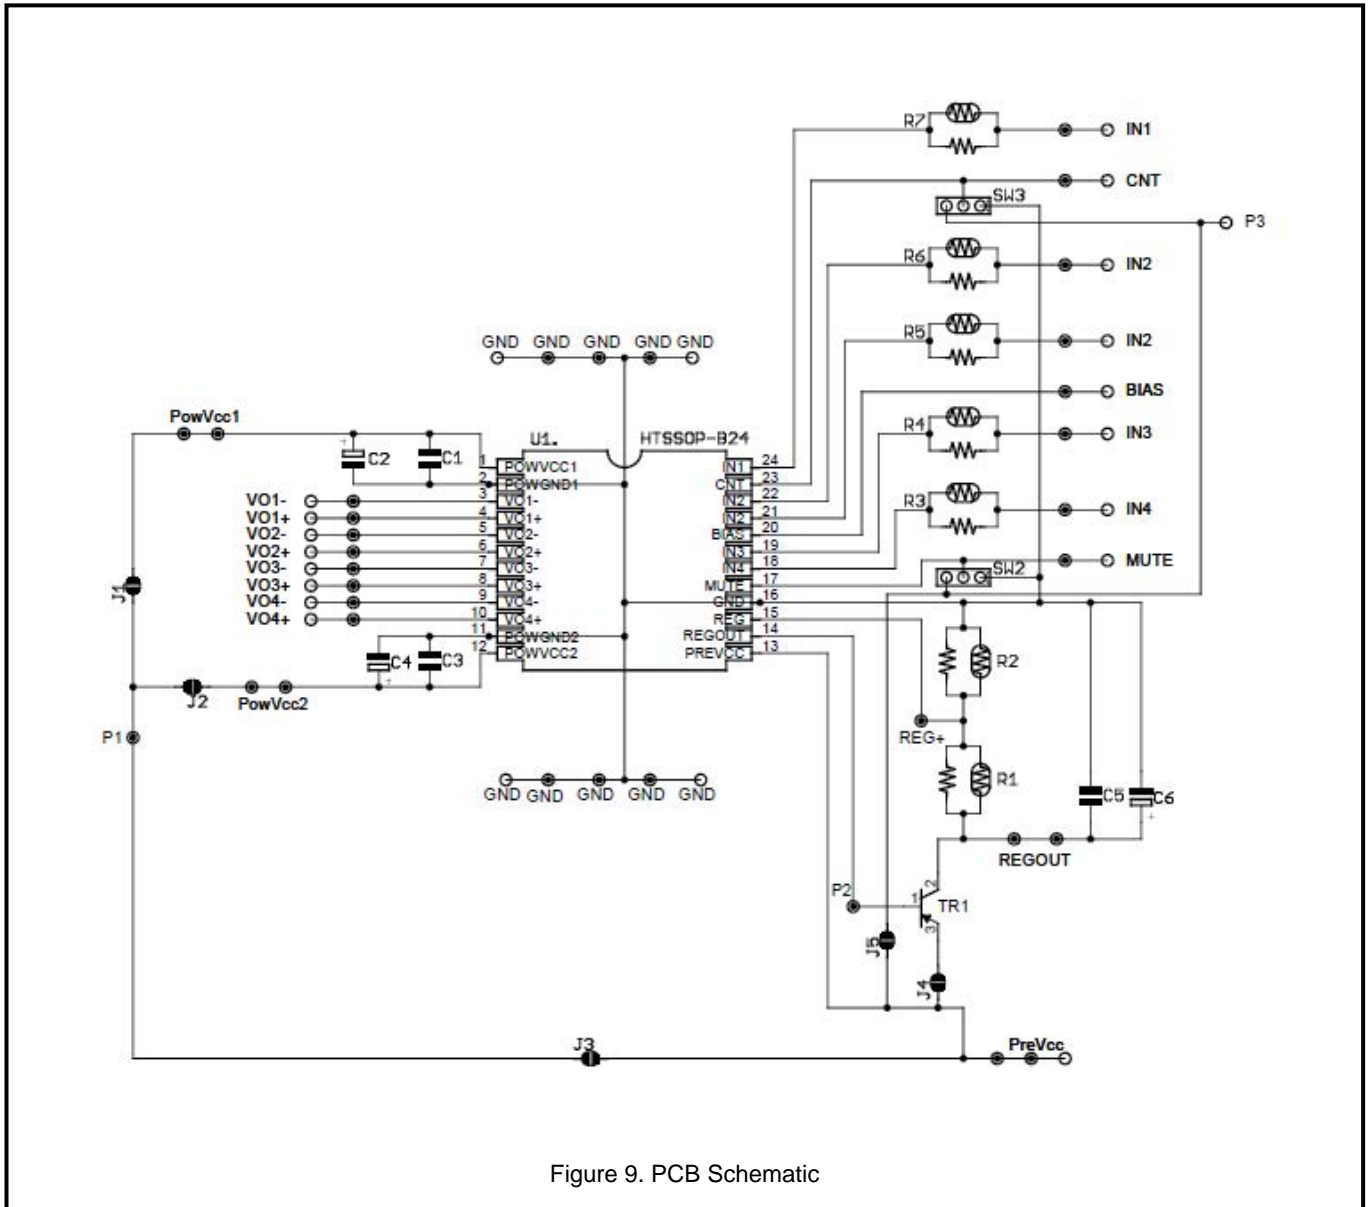 R7
IN1
CNT
SW3
P3
R6
IN2
R5
IN2
GND GND GND GND GND
BIAS
PowVcc1
R4
IN3
U1. HTSSOP-B24
+ C2 C1
1 POWVCC1 IN1 24
2 POWGND1 CNT 23
VO1- 3 VO1- IN2 22
VO1+ 4 VO1+ IN2 21
VO2- 5 VO2- BIAS 20
VO2+ 6 VO2+ IN3 19
VO3- 7 VO3- IN4 18
VO3+ 8 VO3+ MUTE 17
VO4- 9 VO4- GND 16
VO4+ 10 VO4+ REG 15
11 POWGND2 REGOUT 14
12 POWVCC2 PREVCC 13
R3
IN4
MUTE
SW2
J1
C4 C3
+
R2
J2
PowVcc2
P1
REG+
R1
GND GND GND GND GND
C5 C6
+
REGOUT
P2
1 2 3
TR1
J5
J4
J3
PreVcc
Figure 9. PCB Schematic